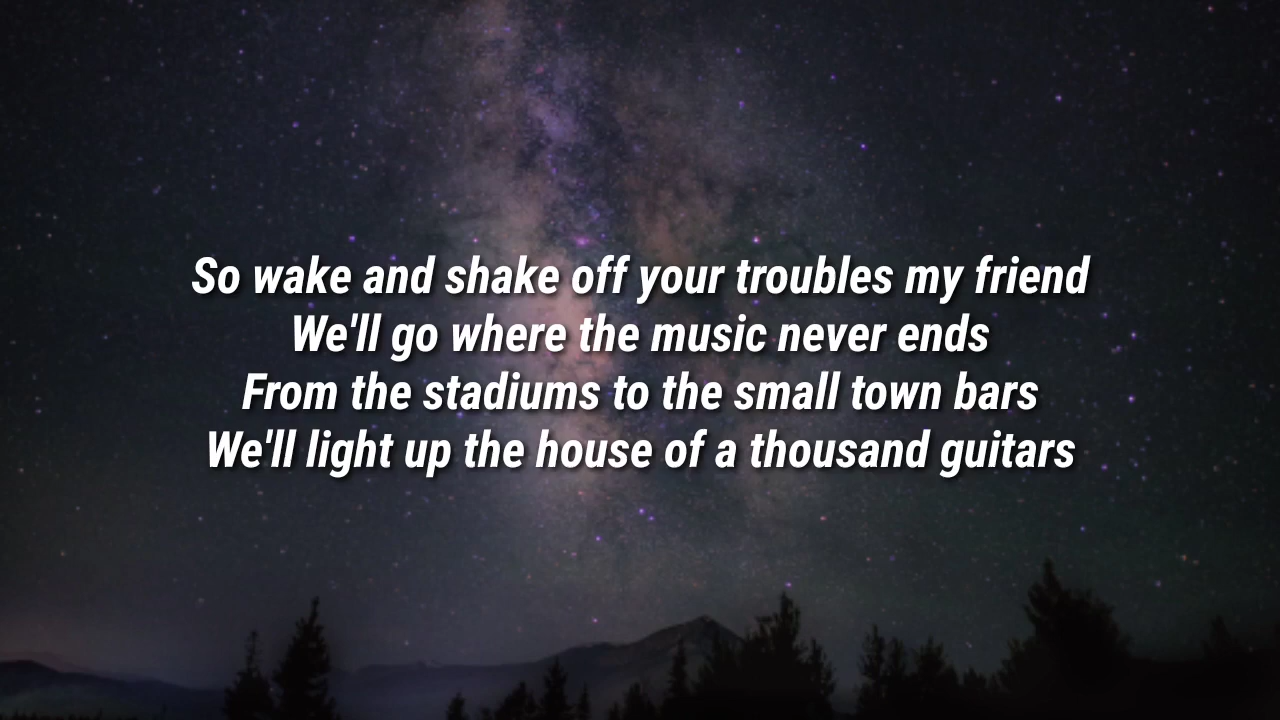 So wake and shake off your troubles my friend
We'll go where the music never ends
From the stadiums to the small town bars
We'll light up the house of a thousand guitars